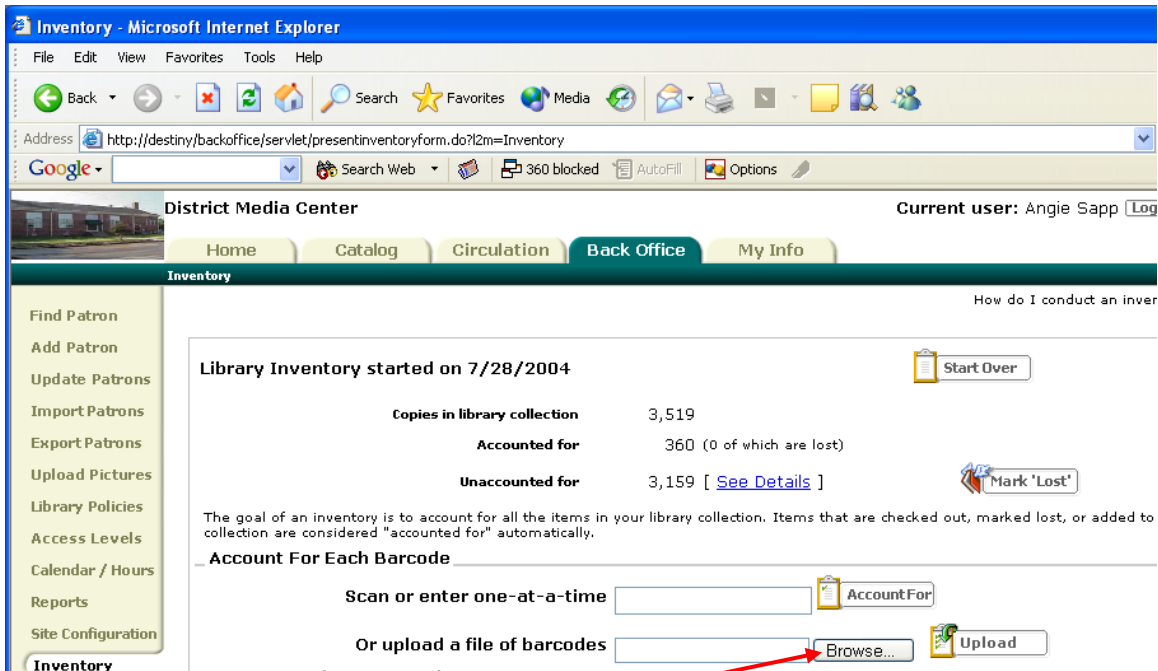 Inventory - Microsoft Internet Explorer
File Edit View Favorites Tools Help
Back Search Favorites Media
Address http://destiny/backoffice/servlet/presentinventoryform.do?l2m=Inventory
Google Search Web 360 blocked AutoFill Options
District Media Center Current user: Angie Sapp Log
Home Catalog Circulation Back Office My Info
Inventory
How do I conduct an inver
Find Patron
Add Patron
Library Inventory started on 7/28/2004 Start Over
Update Patrons
Import Patrons Copies in library collection 3,519
Export Patrons Accounted for 360 (0 of which are lost)
Upload Pictures Unaccounted for 3,159 [ See Details ] Mark 'Lost'
Library Policies
The goal of an inventory is to account for all the items in your library collection. Items that are checked out, marked lost, or added to
Access Levels collection are considered "accounted for" automatically.
Account For Each Barcode
Calendar / Hours
Reports Scan or enter one-at-a-time Account For
Site Configuration Or upload a file of barcodes Browse... Upload
Inventory